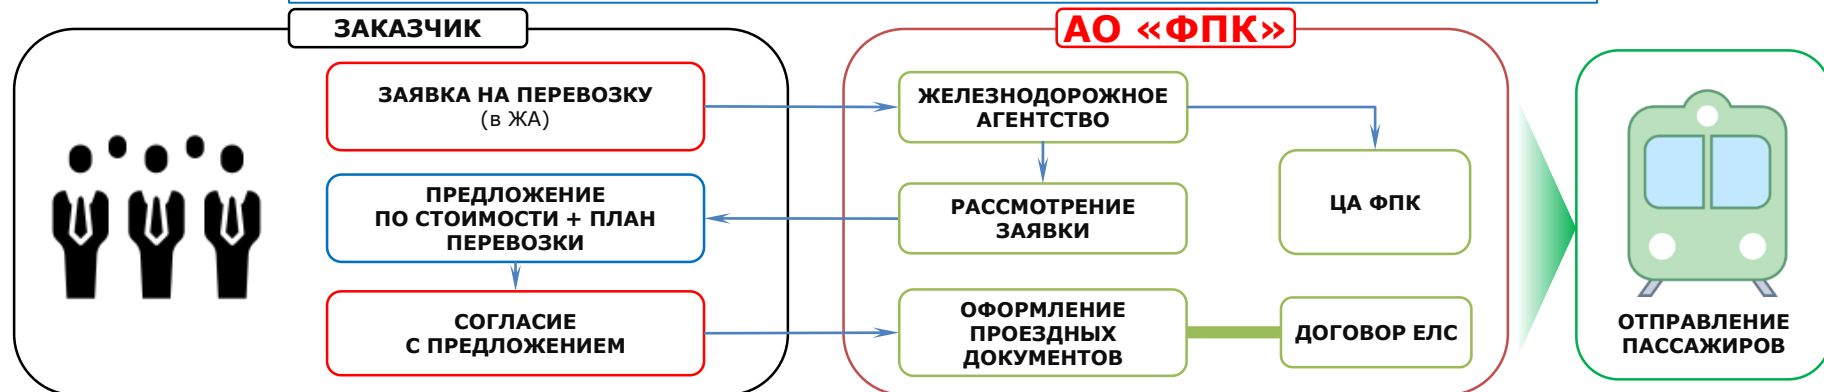 ЗАКАЗЧИК
ЗАЯВКА НА ПЕРЕВОЗКУ
(в ЖА)
ПРЕДЛОЖЕНИЕ
ПО СТОИМОСТИ + ПЛАН
ПЕРЕВОЗКИ
СОГЛАСИЕ
С ПРЕДЛОЖЕНИЕМ
АО «ФПК»
ЖЕЛЕЗНОДОРОЖНОЕ
АГЕНТСТВО
РАССМОТРЕНИЕ
ЗАЯВКИ
ЦА ФПК
ОФОРМЛЕНИЕ
ПРОЕЗДНЫХ
ДОКУМЕНТОВ
ДОГОВОР ЕЛС
ОТПРАВЛЕНИЕ
ПАССАЖИРОВ